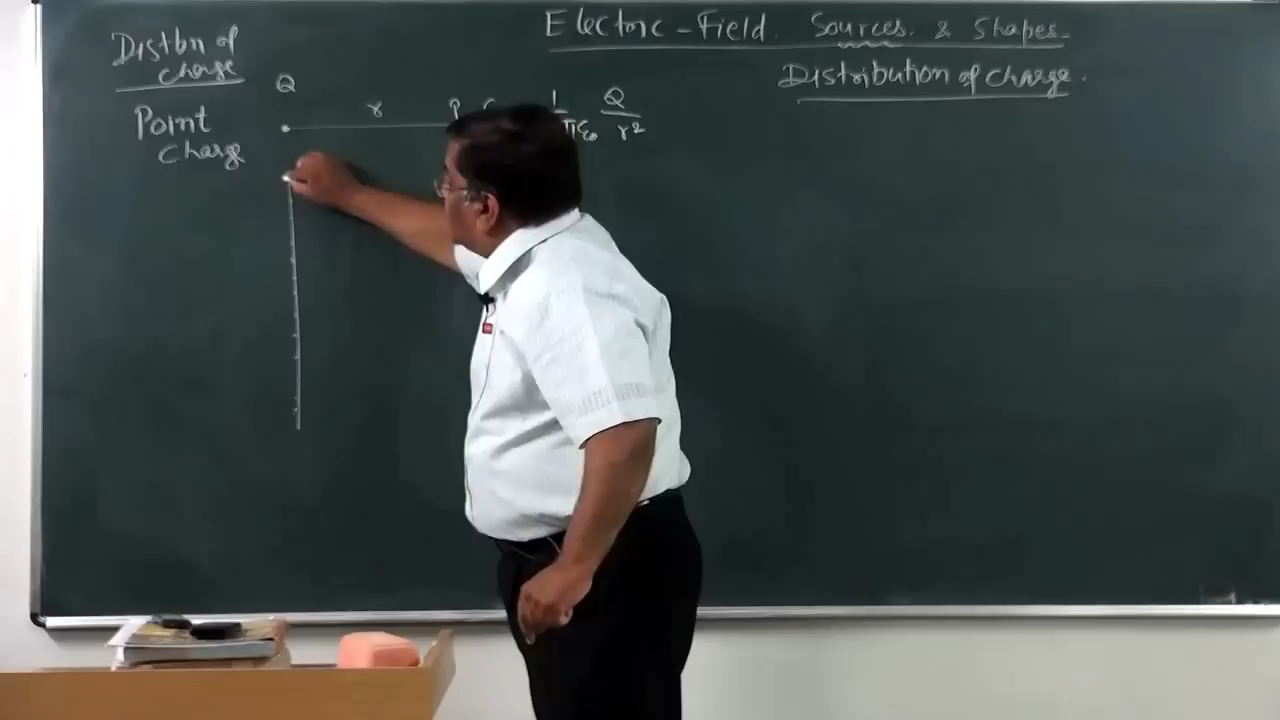 Electric - Field. Sources & Shapes.
Distribution of charge.
Distbn of
charge
Q
Point
Charge
r P 1 Q
πε₀ r²